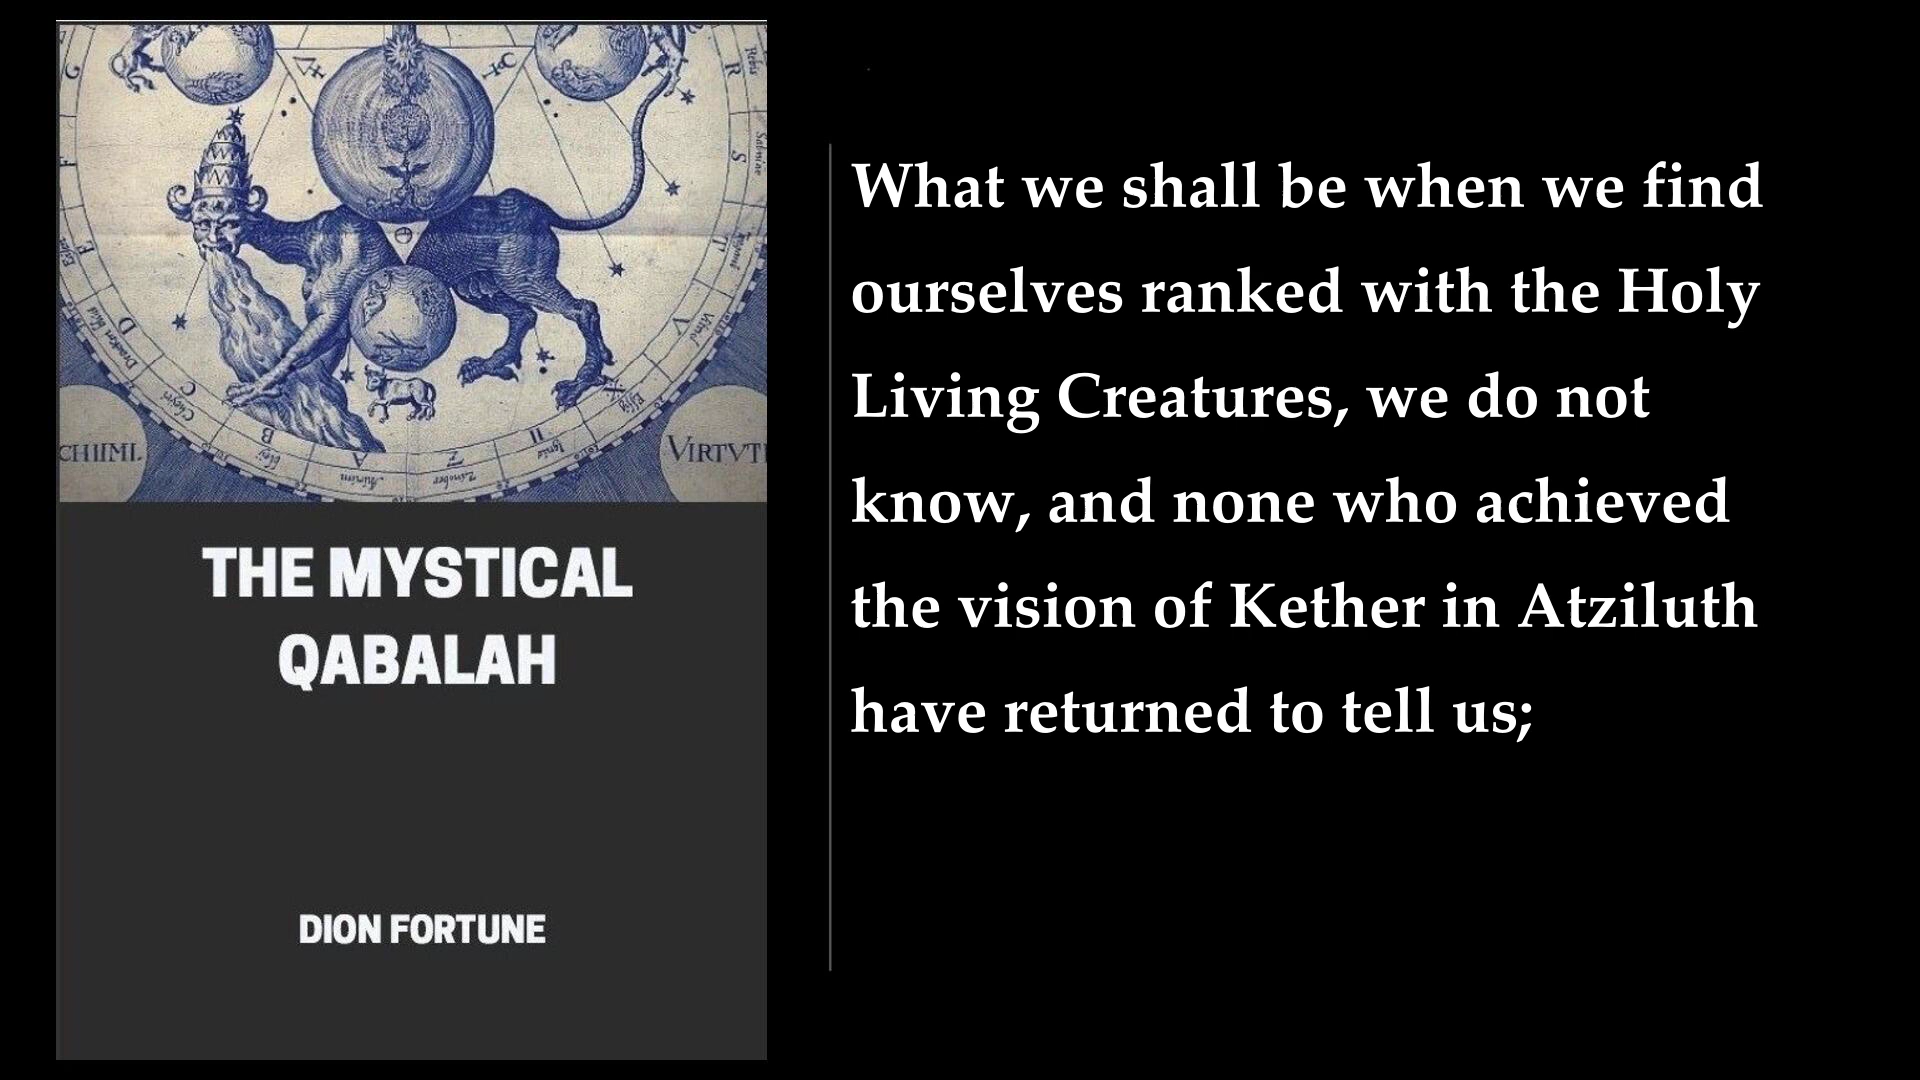 CHIIMI.
VIRTVTI
THE MYSTICAL
QABALAH
DION FORTUNE
What we shall be when we find
ourselves ranked with the Holy
Living Creatures, we do not
know, and none who achieved
the vision of Kether in Atziluth
have returned to tell us;